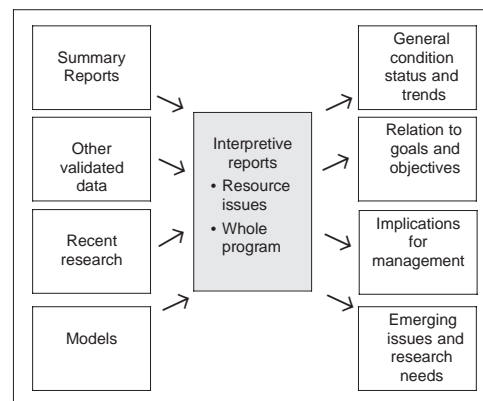 Summary
Reports
Other
validated
data
Recent
research
Models
Interpretive
reports
• Resource
issues
• Whole
program
General
condition
status and
trends
Relation to
goals and
objectives
Implications
for
management
Emerging
issues and
research
needs